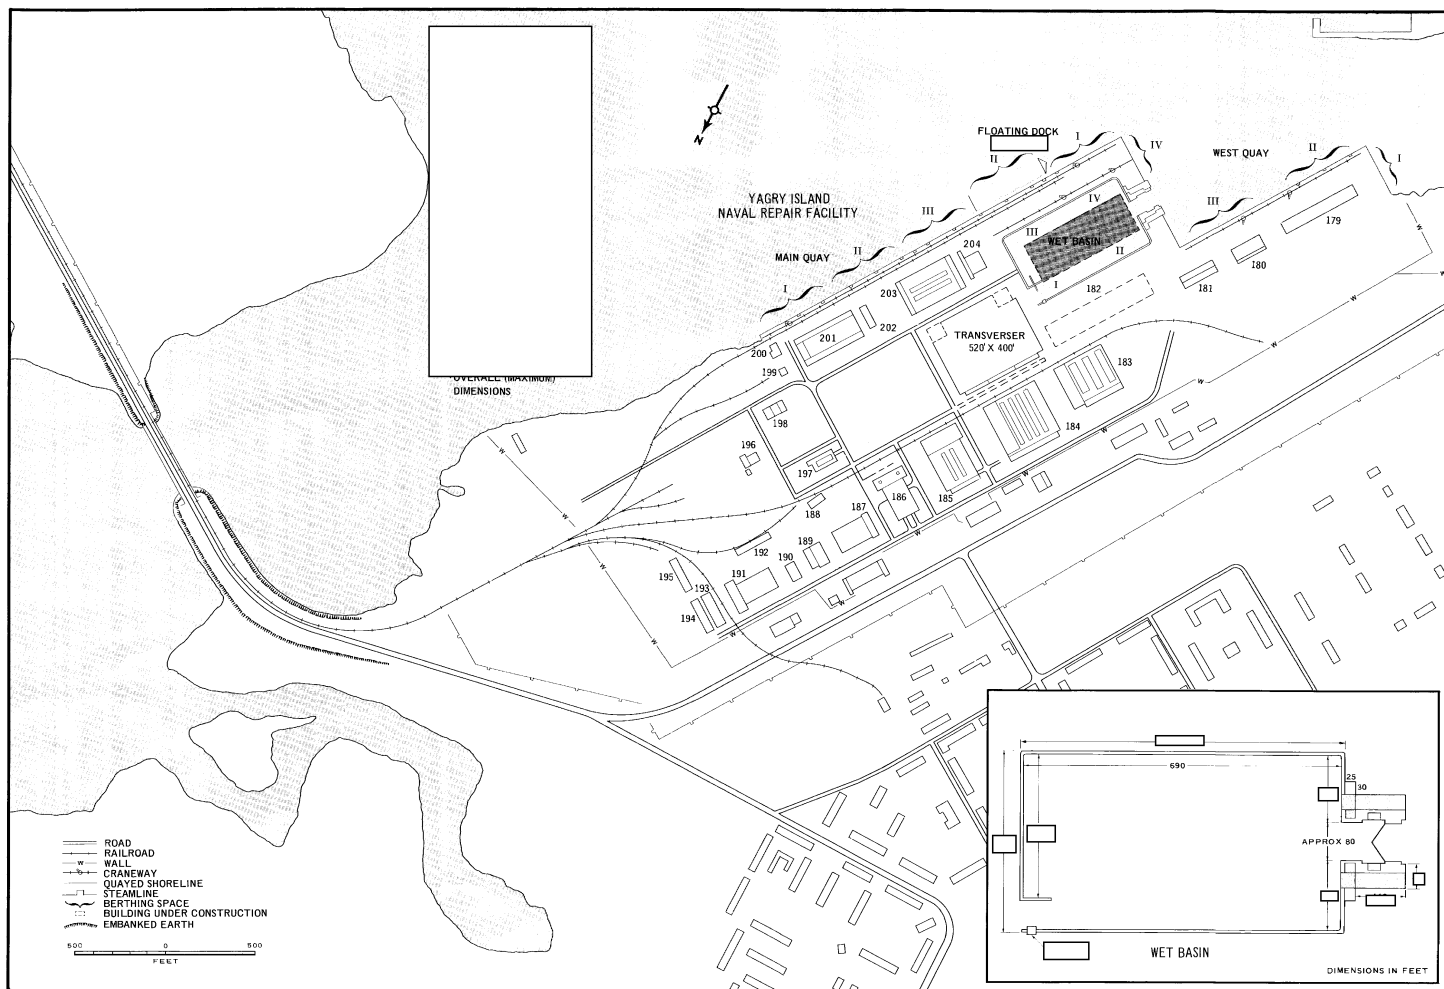 OVERALL (MAXIMUM)
DIMENSIONS
N
YAGRY ISLAND
NAVAL REPAIR FACILITY
FLOATING DOCK
I
II
IV
WEST QUAY
II
I
III
179
180
181
III
MAIN QUAY
II
I
204
203
202
201
200
199
IV
III
WET BASIN
II
I
182
TRANSVERSER
520' X 400'
183
184
198
196
197
185
186
187
188
189
190
191
192
193
194
195
W
W
W
W
W
W
W
W
W
W
W
ROAD
RAILROAD
W WALL
CRANEWAY
QUAYED SHORELINE
STEAMLINE
BERTHING SPACE
BUILDING UNDER CONSTRUCTION
EMBANKED EARTH
500 0 500
FEET
690
25
30
APPROX 80
WET BASIN
DIMENSIONS IN FEET